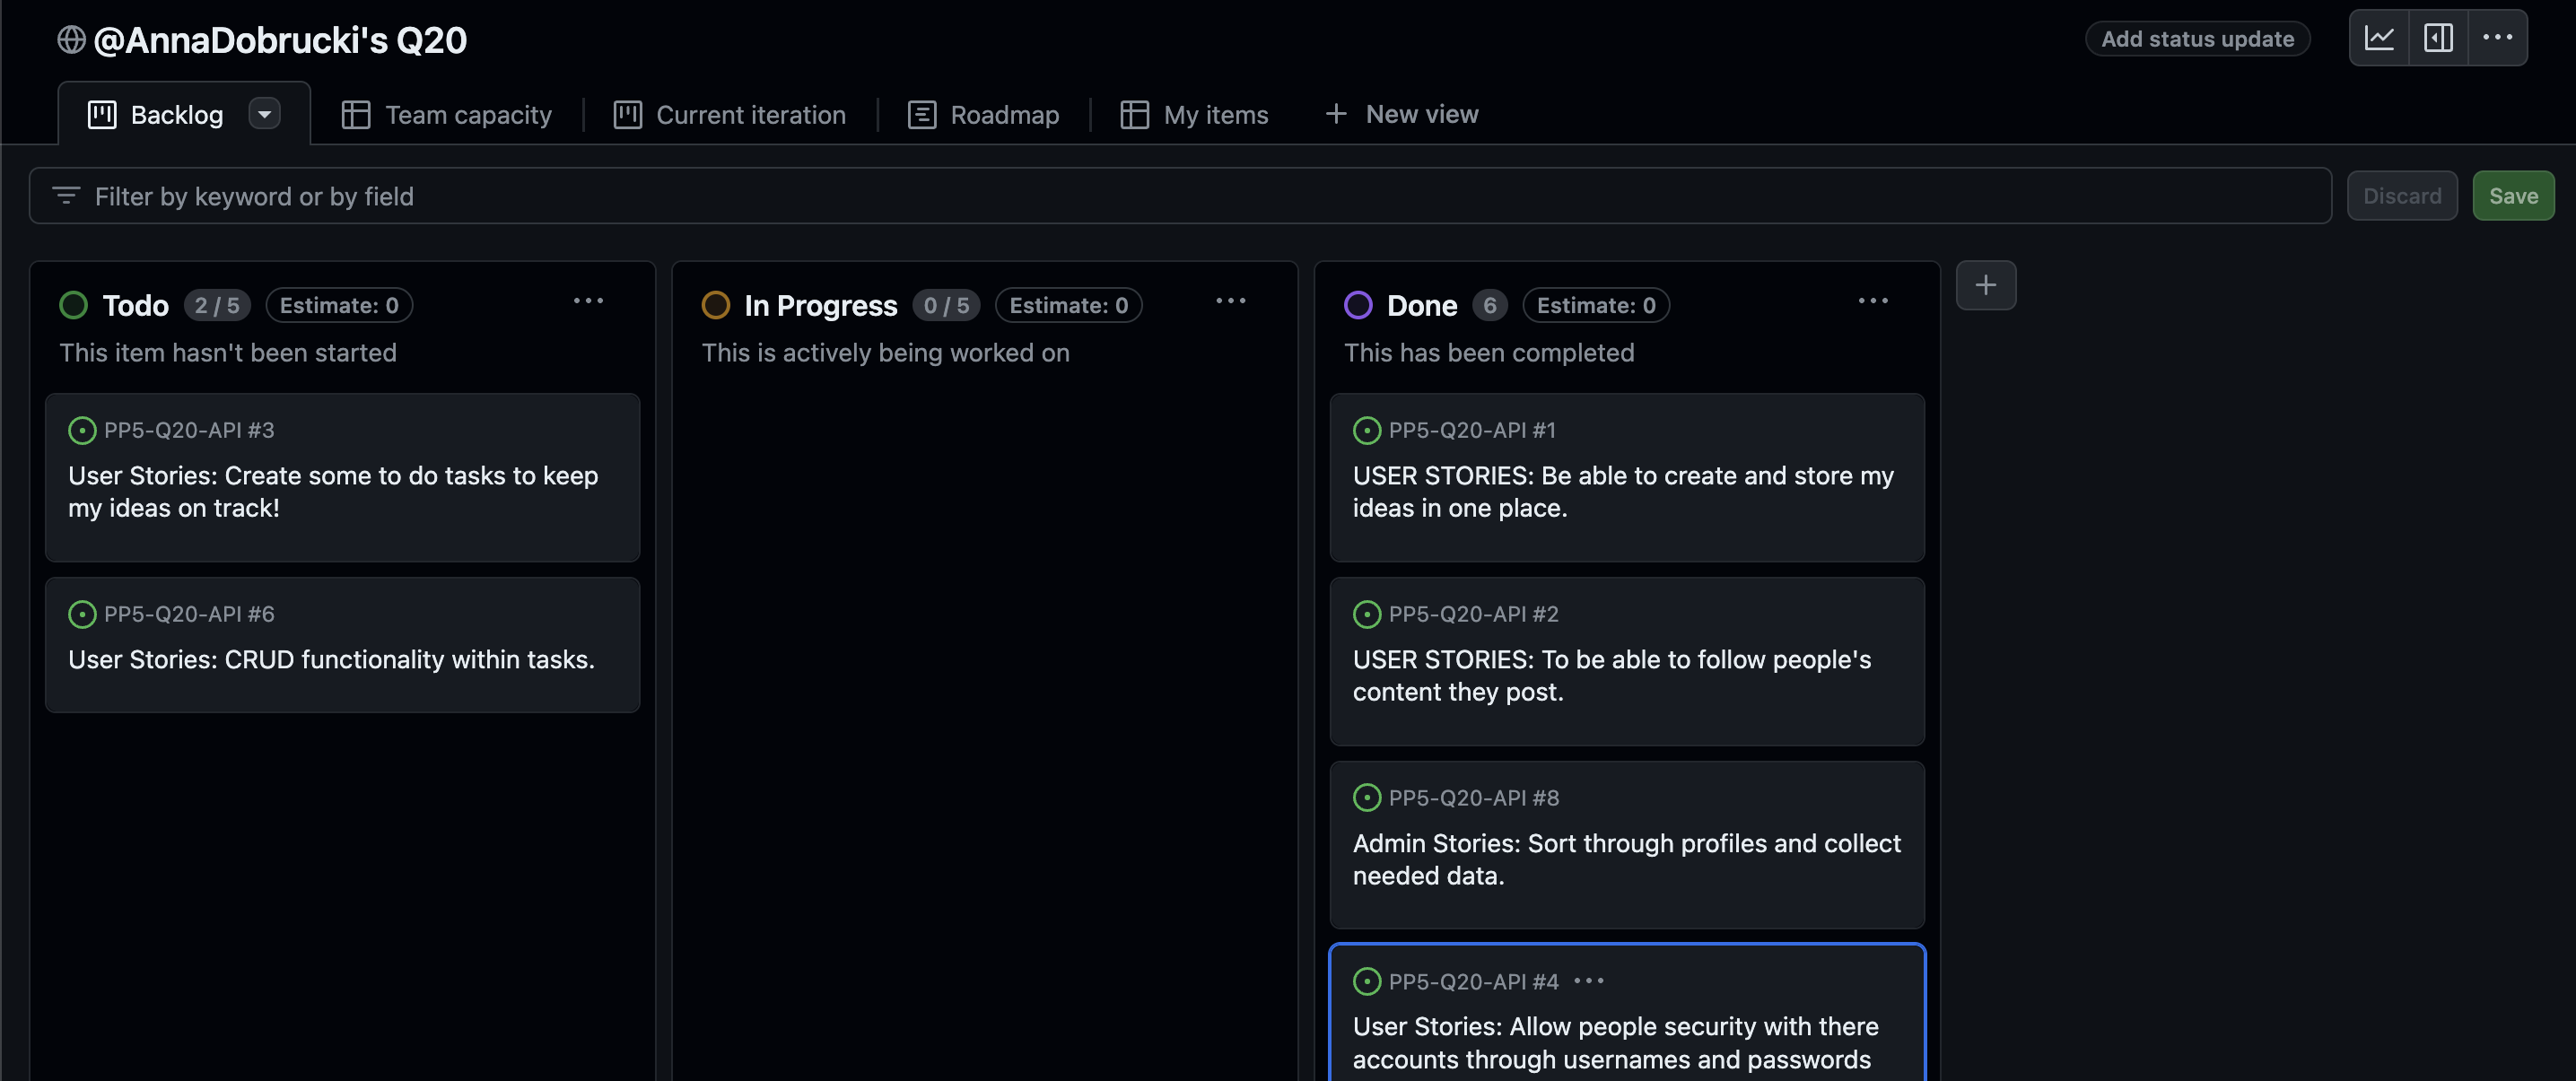 @AnnaDobrucki's Q20
Add status update
Backlog
Team capacity
Current iteration
Roadmap
My items
New view
Filter by keyword or by field
Discard
Save
Todo 2 / 5 Estimate: 0
This item hasn't been started
PP5-Q20-API #3
User Stories: Create some to do tasks to keep
my ideas on track!
PP5-Q20-API #6
User Stories: CRUD functionality within tasks.
In Progress 0 / 5 Estimate: 0
This is actively being worked on
Done 6 Estimate: 0
This has been completed
PP5-Q20-API #1
USER STORIES: Be able to create and store my
ideas in one place.
PP5-Q20-API #2
USER STORIES: To be able to follow people's
content they post.
PP5-Q20-API #8
Admin Stories: Sort through profiles and collect
needed data.
PP5-Q20-API #4
User Stories: Allow people security with there
accounts through usernames and passwords